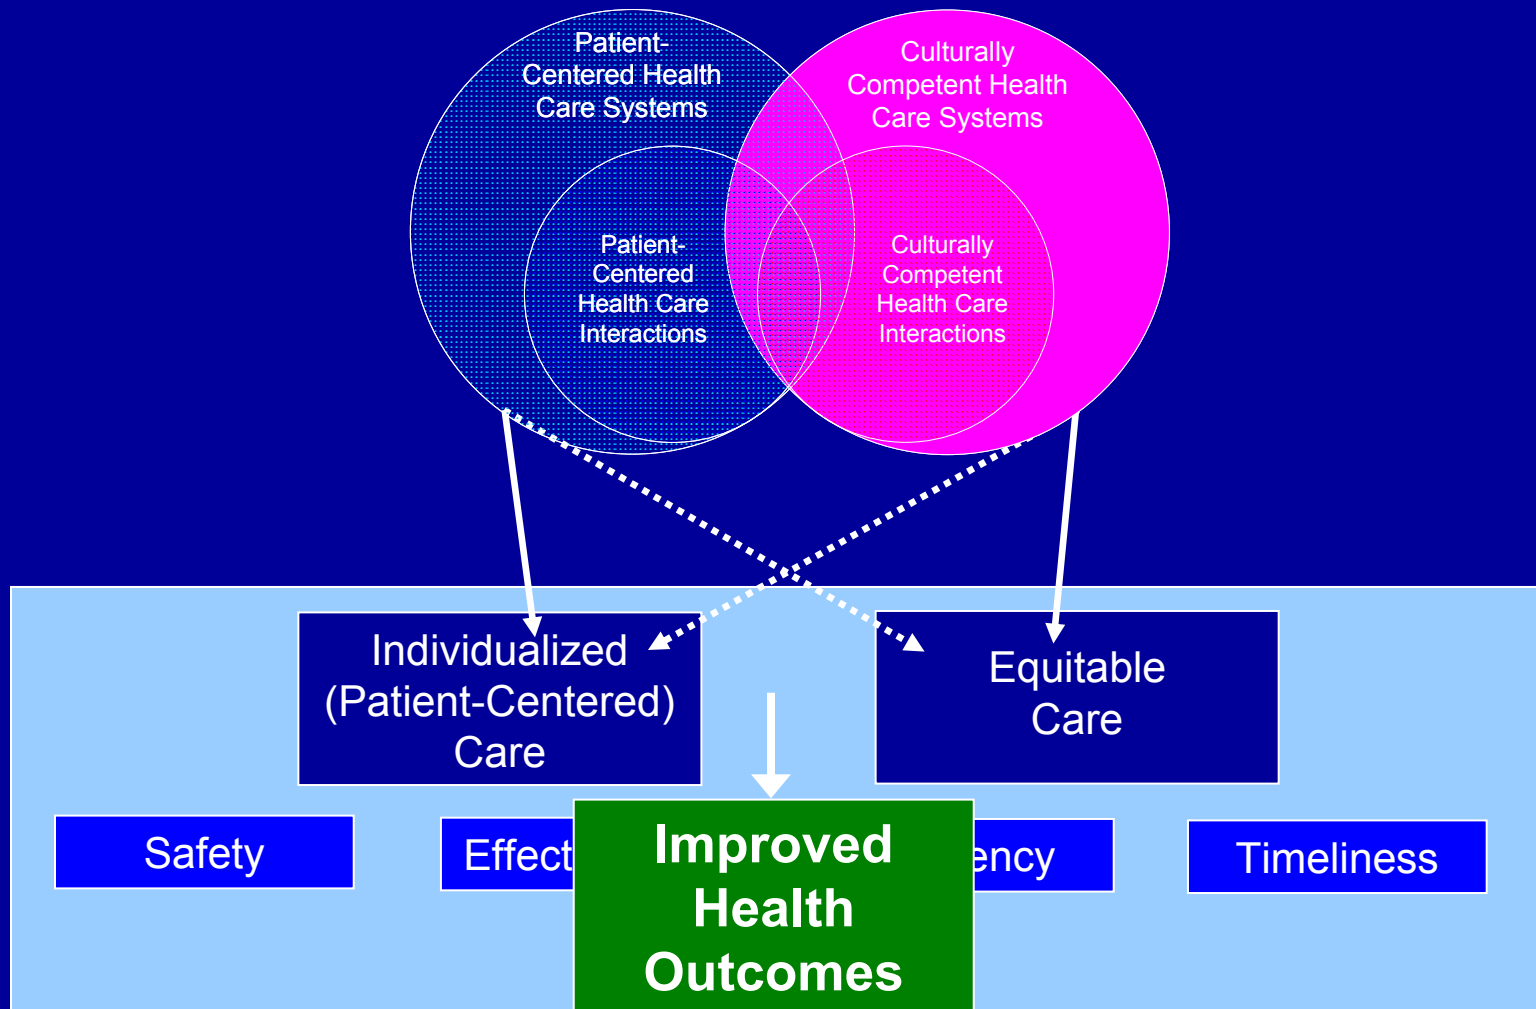 Patient-
Centered Health
Care Systems
Culturally
Competent Health
Care Systems
Patient-
Centered
Health Care
Interactions
Culturally
Competent
Health Care
Interactions
Individualized
(Patient-Centered)
Care
Equitable
Care
Safety
Effect
ency
Timeliness
Improved
Health
Outcomes